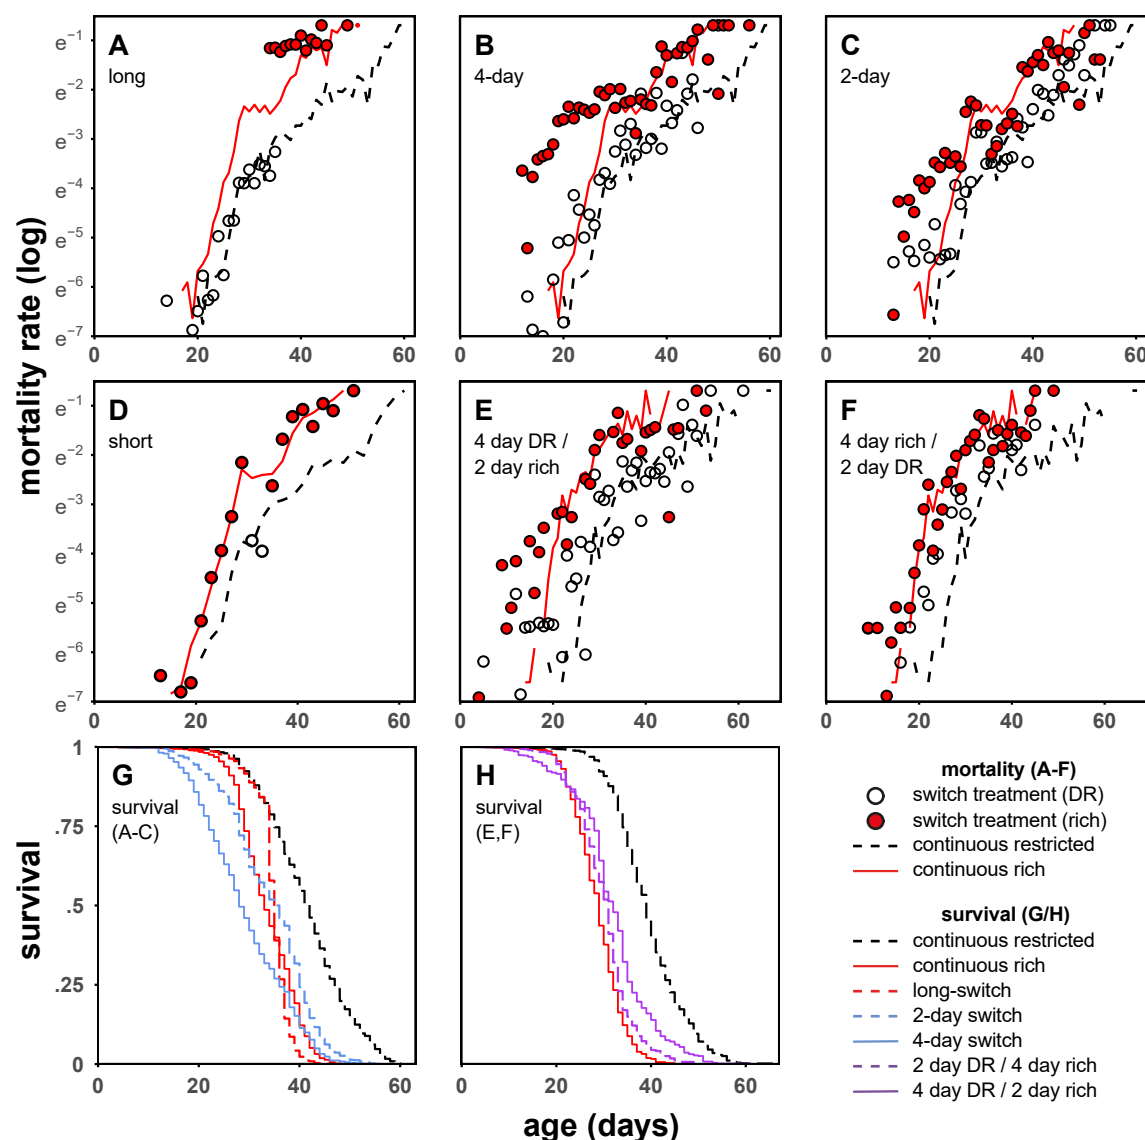 A
long
B
4-day
C
2-day
e⁻¹
e⁻²
e⁻³
e⁻⁴
e⁻⁵
e⁻⁶
e⁻⁷
0
20
40
60
0
20
40
60
0
20
40
60
mortality rate (log)
D
short
E
4 day DR /
2 day rich
F
4 day rich /
2 day DR
e⁻¹
e⁻²
e⁻³
e⁻⁴
e⁻⁵
e⁻⁶
e⁻⁷
0
20
40
60
0
20
40
60
0
20
40
60
G
survival
(A-C)
H
survival
(E,F)
1
.75
.5
.25
0
survival
0
20
40
60
0
20
40
60
age (days)
mortality (A-F)
switch treatment (DR)
switch treatment (rich)
continuous restricted
continuous rich
survival (G/H)
continuous restricted
continuous rich
long-switch
2-day switch
4-day switch
2 day DR / 4 day rich
4 day DR / 2 day rich